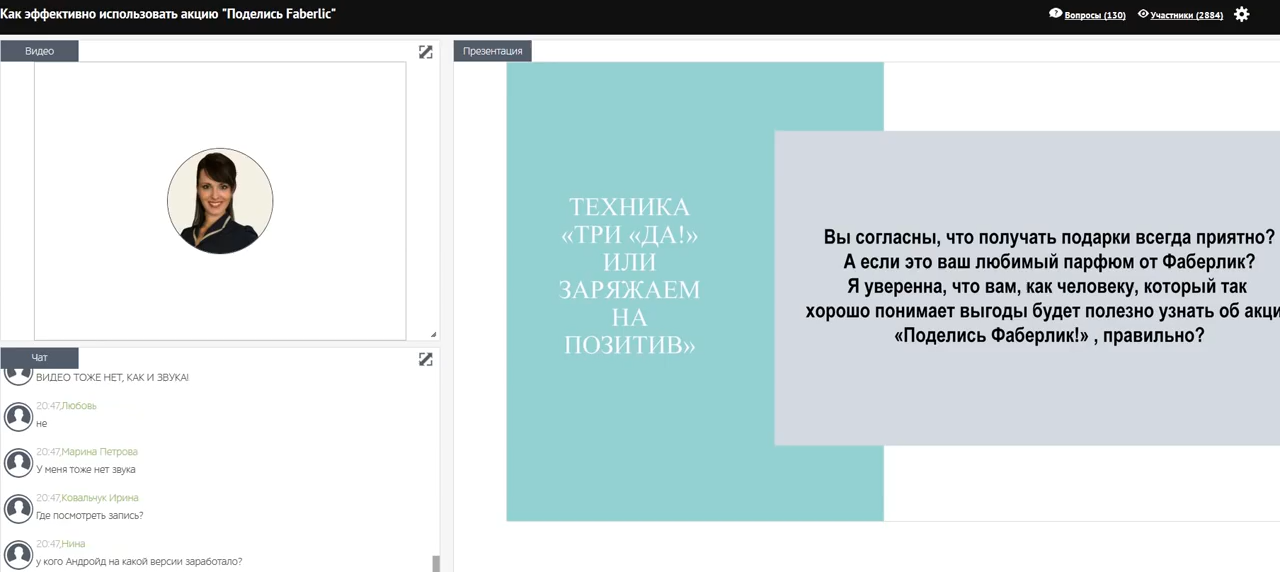 Как эффективно использовать акцию "Поделись Faberlic"
Вопросы (130)
Участники (2884)
Видео
Презентация
ТЕХНИКА
«ТРИ «ДА!»
ИЛИ
ЗАРЯЖАЕМ
НА
ПОЗИТИВ»
Вы согласны, что получать подарки всегда приятно?
А если это ваш любимый парфюм от Фаберлик?
Я уверенна, что вам, как человеку, который так
хорошо понимает выгоды будет полезно узнать об акци
«Поделись Фаберлик!» , правильно?
Чат
ВИДЕО ТОЖЕ НЕТ, КАК И ЗВУКА!
20:47,Любовь
не
20:47,Марина Петрова
У меня тоже нет звука
20:47,Ковальчук Ирина
Где посмотреть запись?
20:47,Нина
у кого Андройд на какой версии заработало?